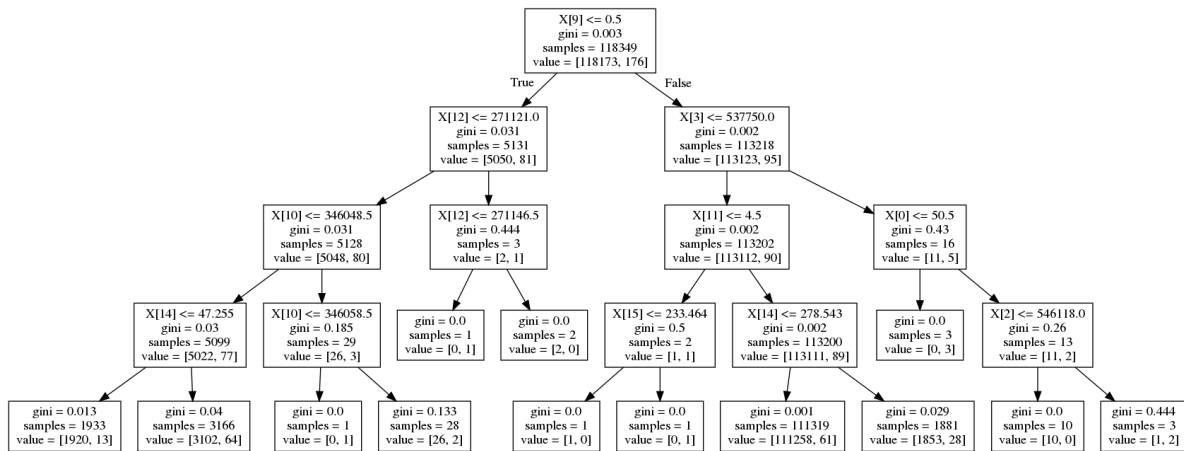 X[9] <= 0.5
gini = 0.003
samples = 118349
value = [118173, 176]
True
False
X[12] <= 271121.0
gini = 0.031
samples = 5131
value = [5050, 81]
X[3] <= 537750.0
gini = 0.002
samples = 113218
value = [113123, 95]
X[10] <= 346048.5
gini = 0.031
samples = 5128
value = [5048, 80]
X[12] <= 271146.5
gini = 0.444
samples = 3
value = [2, 1]
X[11] <= 4.5
gini = 0.002
samples = 113202
value = [113112, 90]
X[0] <= 50.5
gini = 0.43
samples = 16
value = [11, 5]
X[14] <= 47.255
gini = 0.03
samples = 5099
value = [5022, 77]
X[10] <= 346058.5
gini = 0.185
samples = 29
value = [26, 3]
gini = 0.0
samples = 1
value = [0, 1]
gini = 0.0
samples = 2
value = [2, 0]
X[15] <= 233.464
gini = 0.5
samples = 2
value = [1, 1]
X[14] <= 278.543
gini = 0.002
samples = 113200
value = [113111, 89]
gini = 0.0
samples = 3
value = [0, 3]
X[2] <= 546118.0
gini = 0.26
samples = 13
value = [11, 2]
gini = 0.013
samples = 1933
value = [1920, 13]
gini = 0.04
samples = 3166
value = [3102, 64]
gini = 0.0
samples = 1
value = [0, 1]
gini = 0.133
samples = 28
value = [26, 2]
gini = 0.0
samples = 1
value = [1, 0]
gini = 0.0
samples = 1
value = [0, 1]
gini = 0.001
samples = 111319
value = [111258, 61]
gini = 0.029
samples = 1881
value = [1853, 28]
gini = 0.0
samples = 10
value = [10, 0]
gini = 0.444
samples = 3
value = [1, 2]